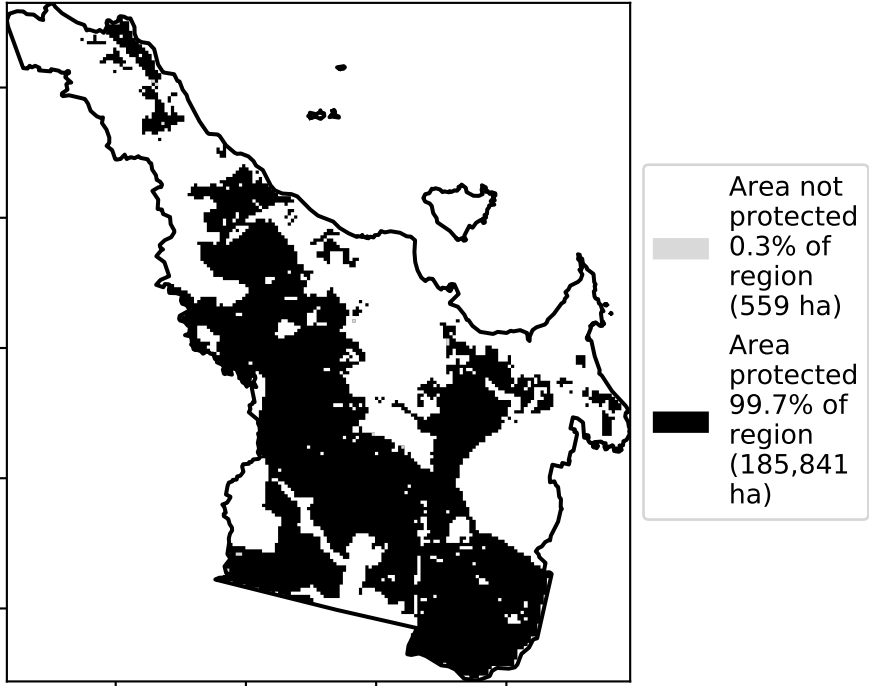 Area not
protected
0.3% of
region
(559 ha)
Area
protected
99.7% of
region
(185,841
ha)